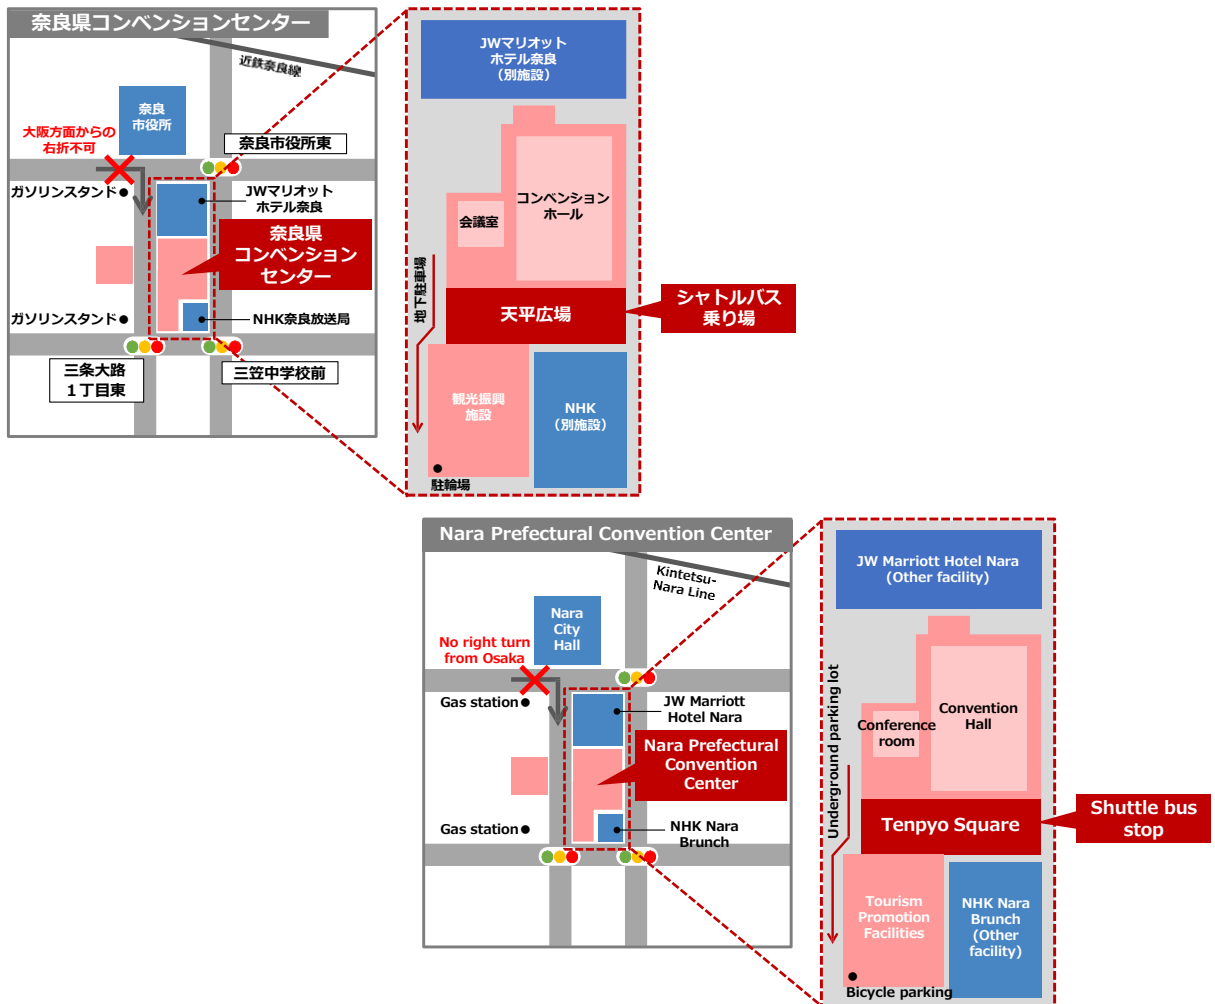 奈良県コンベンションセンター
近鉄奈良線
奈良
市役所
大阪方面からの
右折不可
奈良市役所東
ガソリンスタンド
JWマリオット
ホテル奈良
奈良県
コンベンション
センター
ガソリンスタンド
NHK奈良放送局
三条大路
１丁目東
三笠中学校前
JWマリオット
ホテル奈良
（別施設）
コンベンション
ホール
会議室
地下駐車場
天平広場
シャトルバス
乗り場
観光振興
施設
NHK
（別施設）
駐輪場
Nara Prefectural Convention Center
Kintetsu-
Nara Line
Nara
City
Hall
No right turn
from Osaka
Gas station
JW Marriott
Hotel Nara
Nara Prefectural
Convention
Center
Gas station
NHK Nara
Brunch
JW Marriott Hotel Nara
(Other facility)
Convention
Hall
Conference
room
Underground parking lot
Tenpyo Square
Shuttle bus
stop
Tourism
Promotion
Facilities
NHK Nara
Brunch
(Other
facility)
Bicycle parking